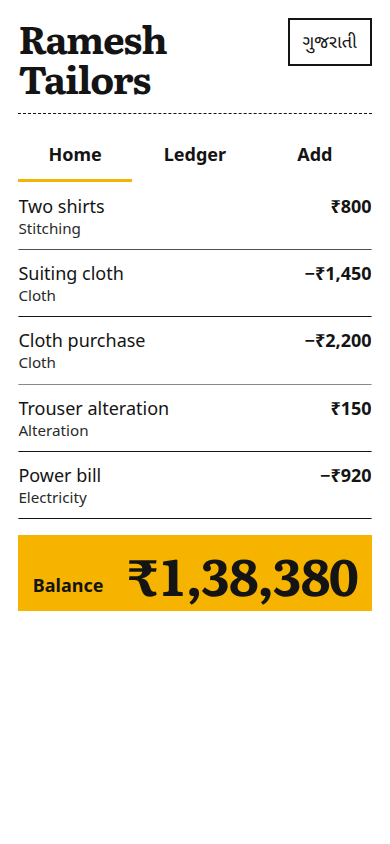 Ramesh
Tailors
ગુજરાતી
Home Ledger Add
Two shirts ₹800
Stitching
Suiting cloth −₹1,450
Cloth
Cloth purchase −₹2,200
Cloth
Trouser alteration ₹150
Alteration
Power bill −₹920
Electricity
Balance ₹1,38,380